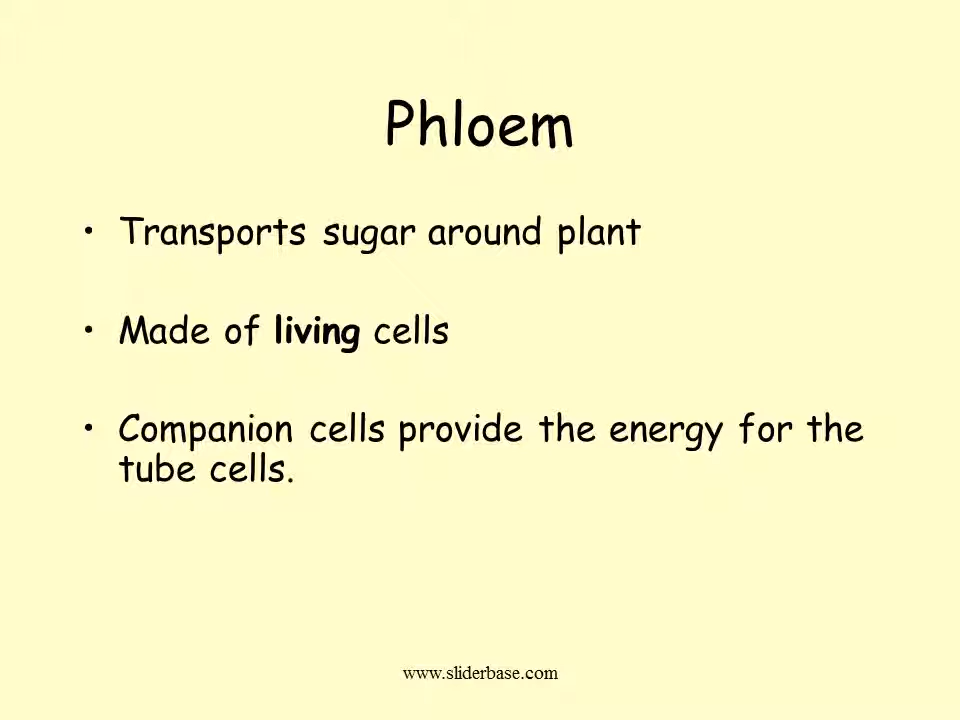 Phloem
• Transports sugar around plant
• Made of living cells
• Companion cells provide the energy for the
tube cells.
www.sliderbase.com